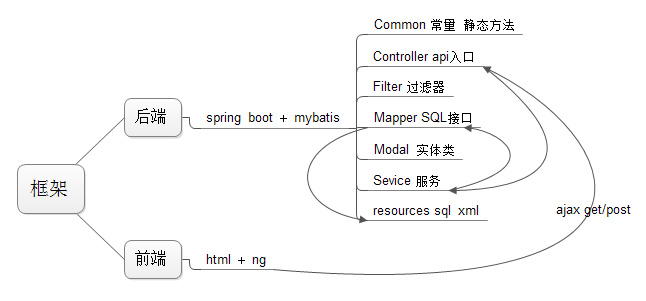 Common 常量 静态方法
Controller api入口
Filter 过滤器
后端
spring boot + mybatis
Mapper SQL接口
Modal 实体类
框架
Sevice 服务
resources sql xml
ajax get/post
前端
html + ng